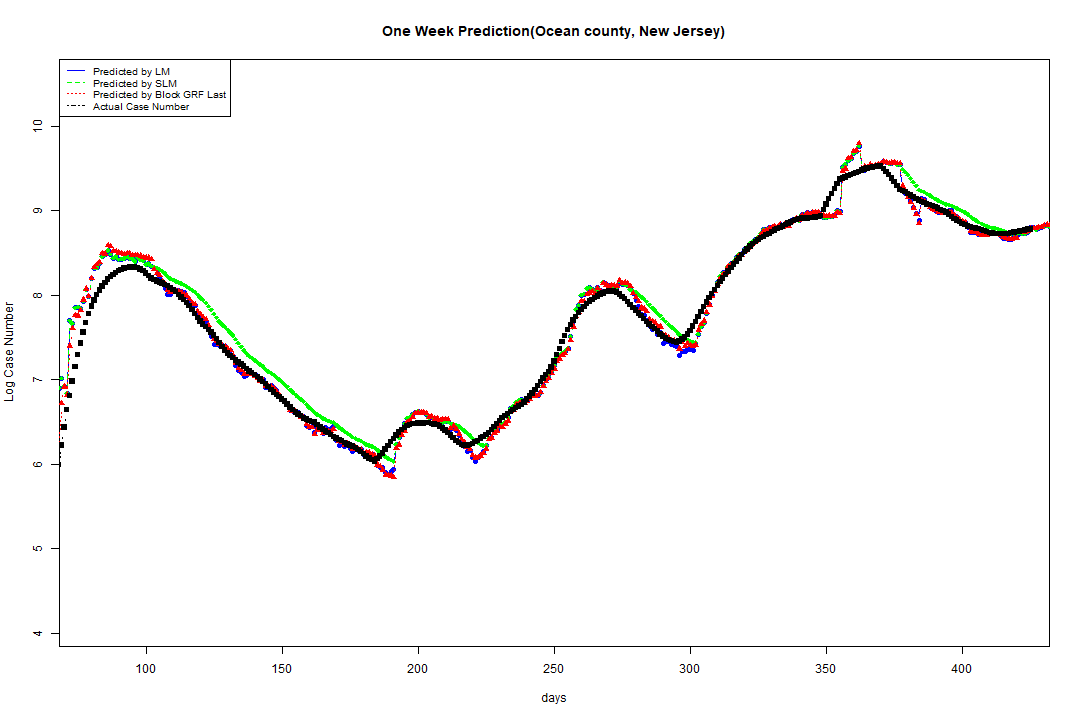 One Week Prediction(Ocean county, New Jersey)
Predicted by LM
Predicted by SLM
Predicted by Block GRF Last
Actual Case Number
Log Case Number
10
9
8
7
6
5
4
100 150 200 250 300 350 400
days